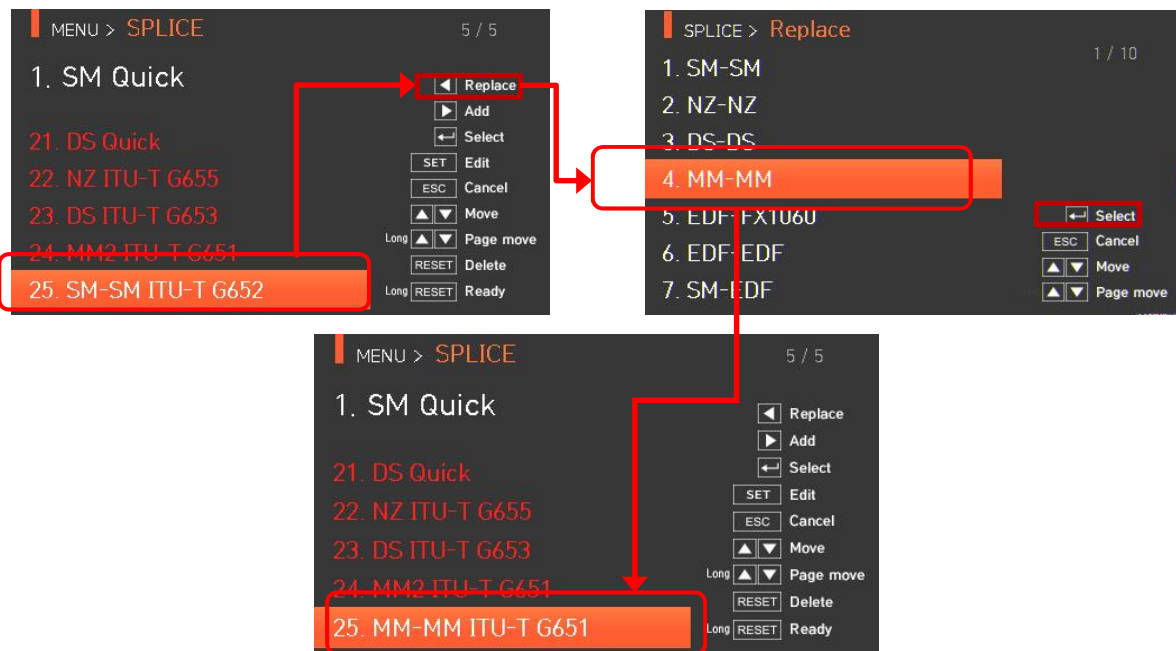 MENU > SPLICE 5 / 5
1. SM Quick
21. DS Quick
22. NZ ITU-T G655
23. DS ITU-T G653
24. MM2 ITU-T G651
25. SM-SM ITU-T G652
Replace
Add
Select
SET Edit
ESC Cancel
Move
Long Page move
RESET Delete
Long RESET Ready
SPLICE > Replace
1 / 10
1. SM-SM
2. NZ-NZ
3. DS-DS
4. MM-MM
5. EDF-FX1060
6. EDF-EDF
7. SM-EDF
Select
ESC Cancel
Move
Page move
MENU > SPLICE 5 / 5
1. SM Quick
21. DS Quick
22. NZ ITU-T G655
23. DS ITU-T G653
24. MM2 ITU-T G651
25. MM-MM ITU-T G651
Replace
Add
Select
SET Edit
ESC Cancel
Move
Long Page move
RESET Delete
Long RESET Ready